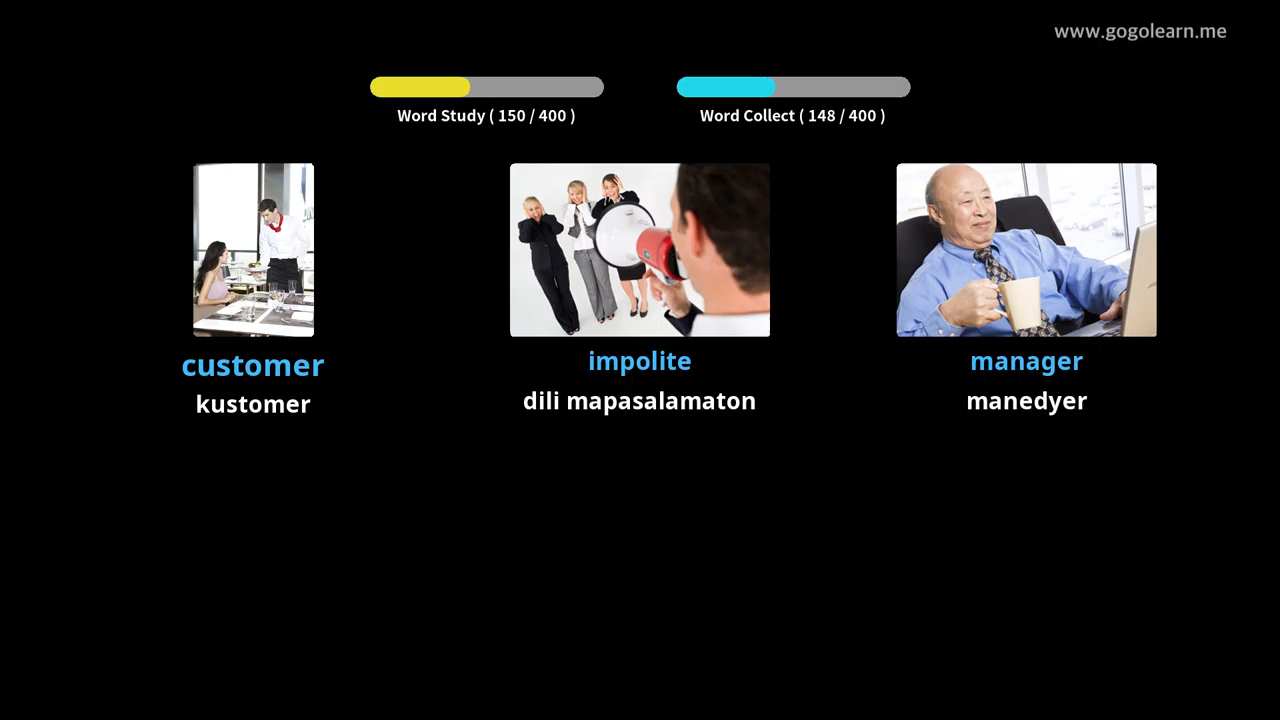 www.gogolearn.me
Word Study ( 150 / 400 )
Word Collect ( 148 / 400 )
customer
kustomer
impolite
dili mapasalamaton
manager
manedyer